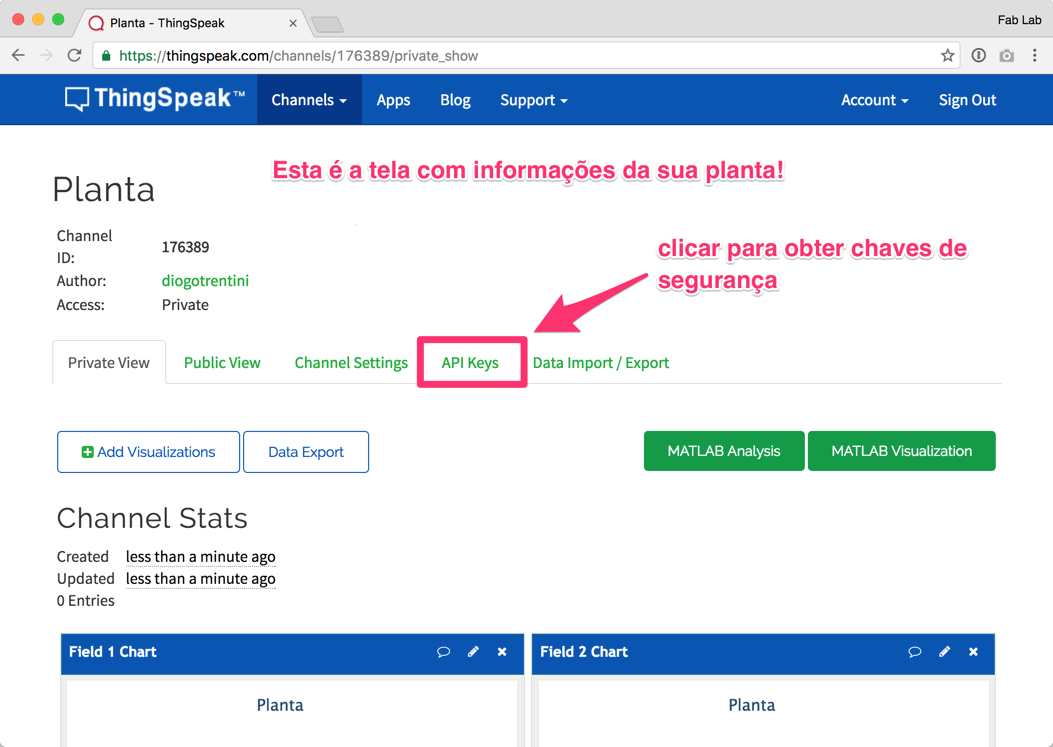 Planta - ThingSpeak
Fab Lab
https://thingspeak.com/channels/176389/private_show
ThingSpeak™ Channels Apps Blog Support Account Sign Out
Esta é a tela com informações da sua planta!
Planta
Channel
ID:
176389
clicar para obter chaves de
segurança
Author: diogotrentini
Access: Private
Private View Public View Channel Settings API Keys Data Import / Export
Add Visualizations Data Export MATLAB Analysis MATLAB Visualization
Channel Stats
Created less than a minute ago
Updated less than a minute ago
0 Entries
Field 1 Chart Field 2 Chart
Planta Planta